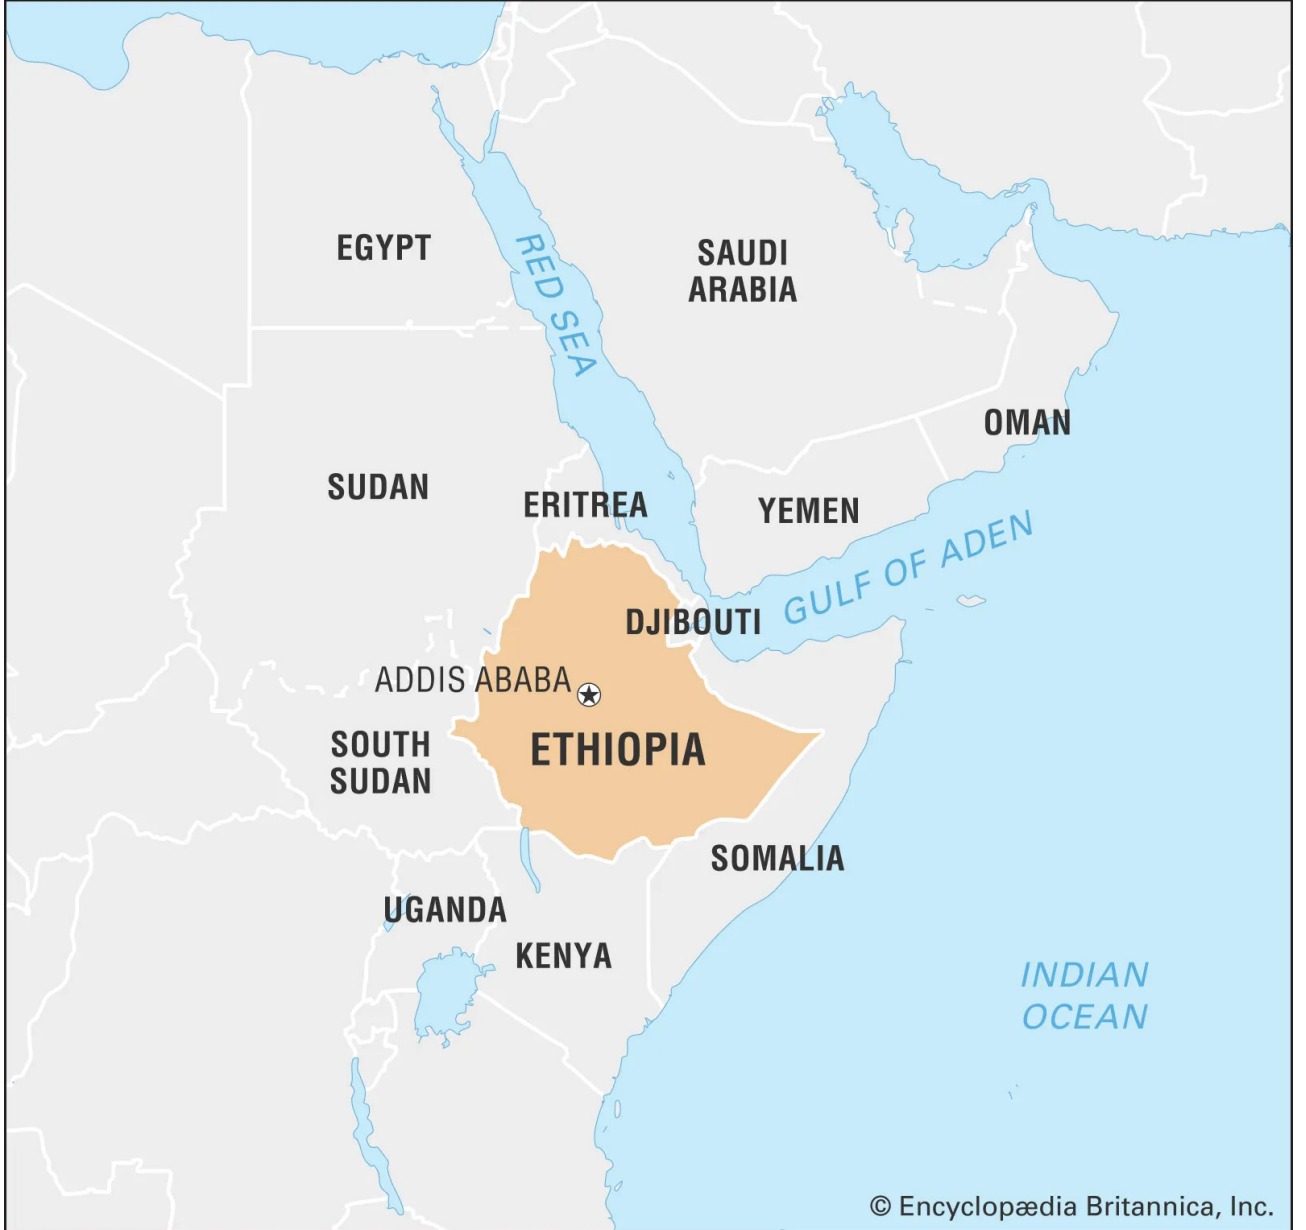 EGYPT
SAUDI
ARABIA
RED SEA
OMAN
SUDAN
ERITREA
YEMEN
GULF OF ADEN
DJIBOUTI
ADDIS ABABA
ETHIOPIA
SOUTH
SUDAN
SOMALIA
UGANDA
KENYA
INDIAN
OCEAN
© Encyclopædia Britannica, Inc.